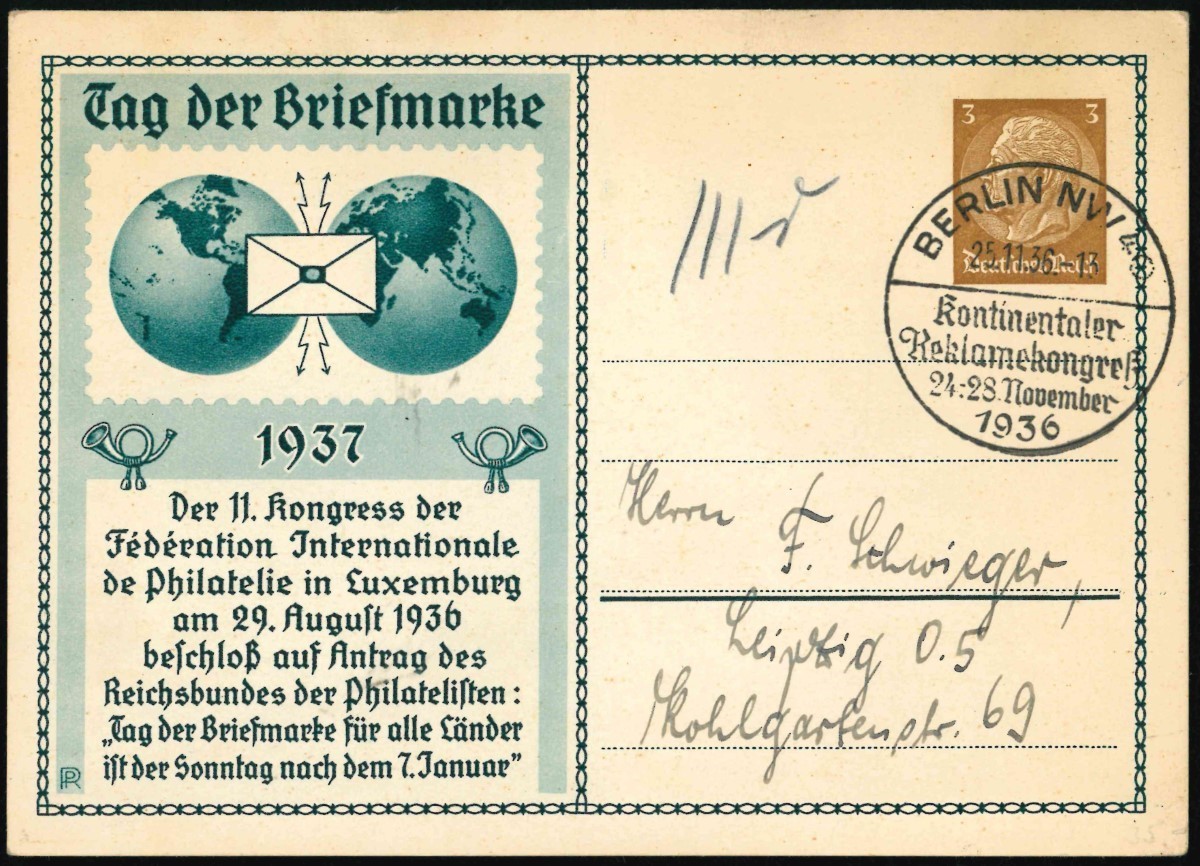 Tag der Briefmarke
1937
Der 11. Kongress der
Fédération Internationale
de Philatelie in Luxemburg
am 29. August 1936
beschloß auf Antrag des
Reichsbundes der Philatelisten:
„Tag der Briefmarke für alle Länder
ist der Sonntag nach dem 7. Januar”
PR
3 3
Deutsches Reich
BERLIN NW 40
25.11.36.-13
Kontinentaler
Reklamekongreß
24.-28. November
1936
Herrn
F. Schwieger,
Leipzig O.5
Kohlgartenstr. 69